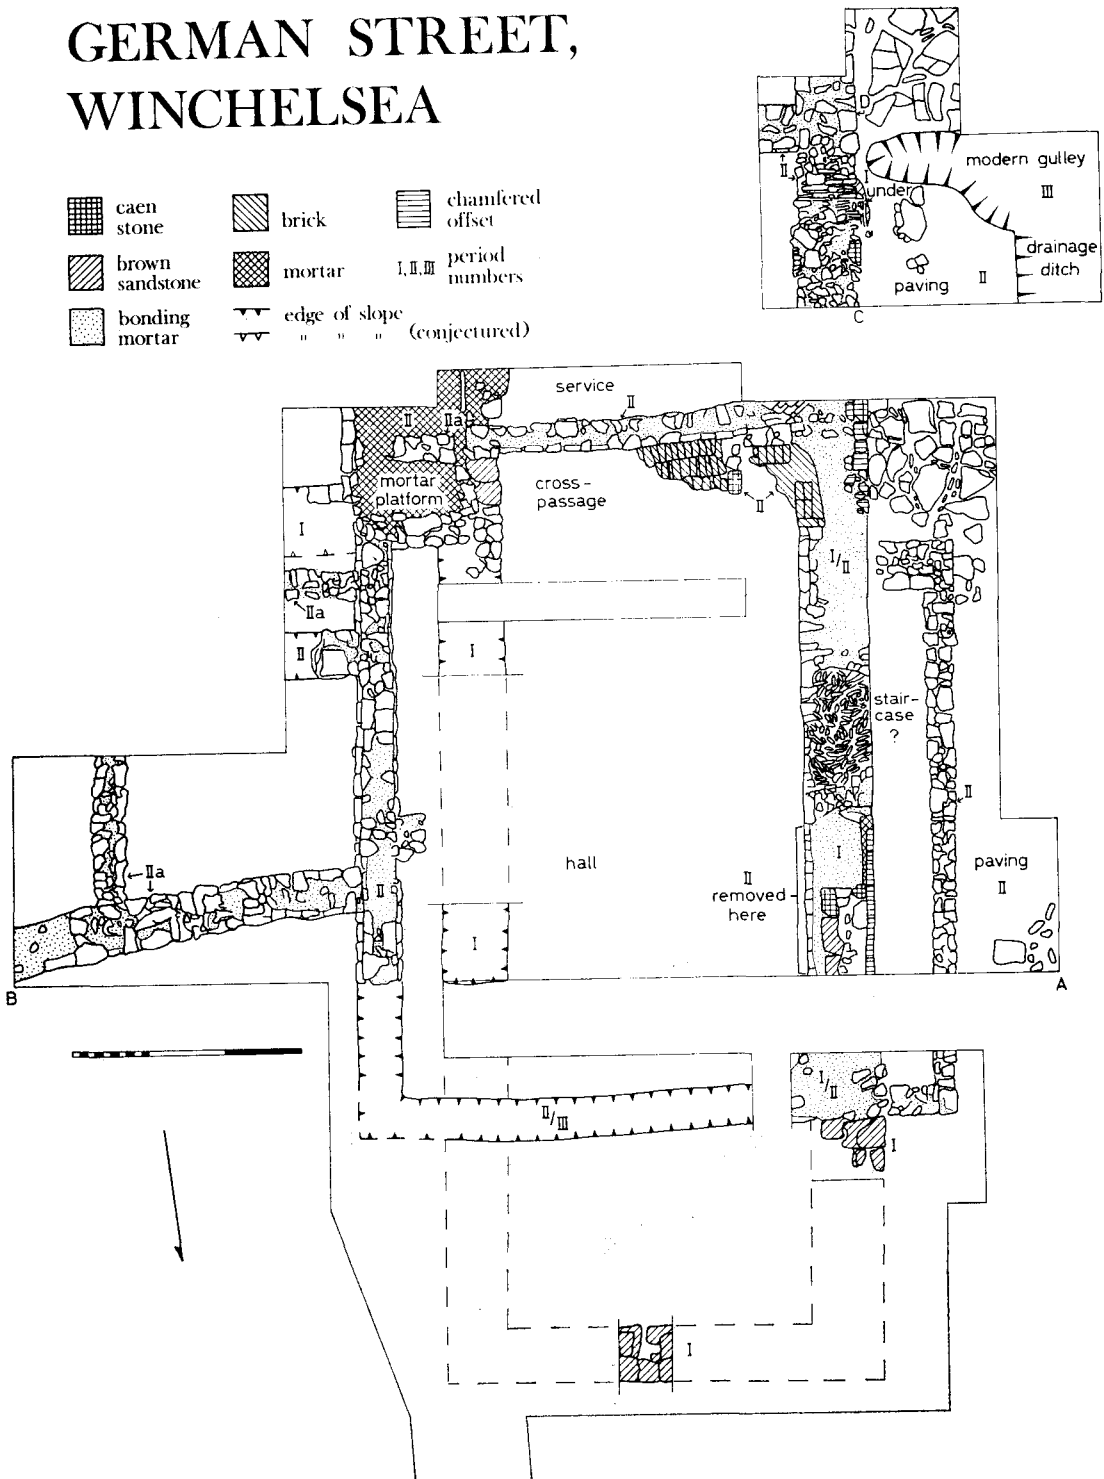 GERMAN STREET,
WINCHELSEA
caen
stone
brick
chamfered
offset
brown
sandstone
mortar
I,II,III period
numbers
bonding
mortar
edge of slope
" " " (conjectured)
modern gulley
III
II
I
under
drainage
ditch
paving
II
C
service
II
II
IIa
mortar
platform
cross-
passage
II
I
I/II
IIa
II
I
stair-
case
?
II
IIa
hall
I
II
removed
here
paving
II
II
I
B
A
II/III
I/II
I
I